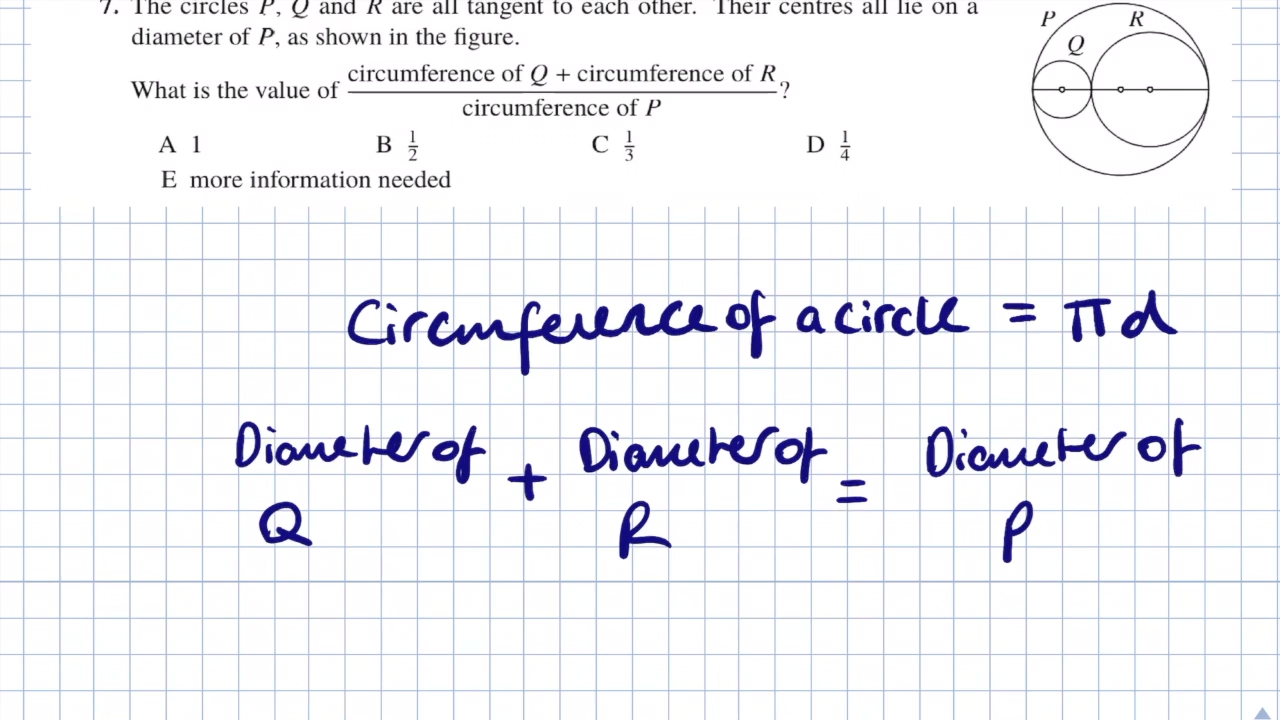 7. The circles P, Q and R are all tangent to each other. Their centres all lie on a
diameter of P, as shown in the figure.
What is the value of circumference of Q + circumference of R / circumference of P ?
A 1 B 1/2 C 1/3 D 1/4
E more information needed
P R
Q
Circumference of a circle = πd
Diameter of + Diameter of = Diameter of
Q R P